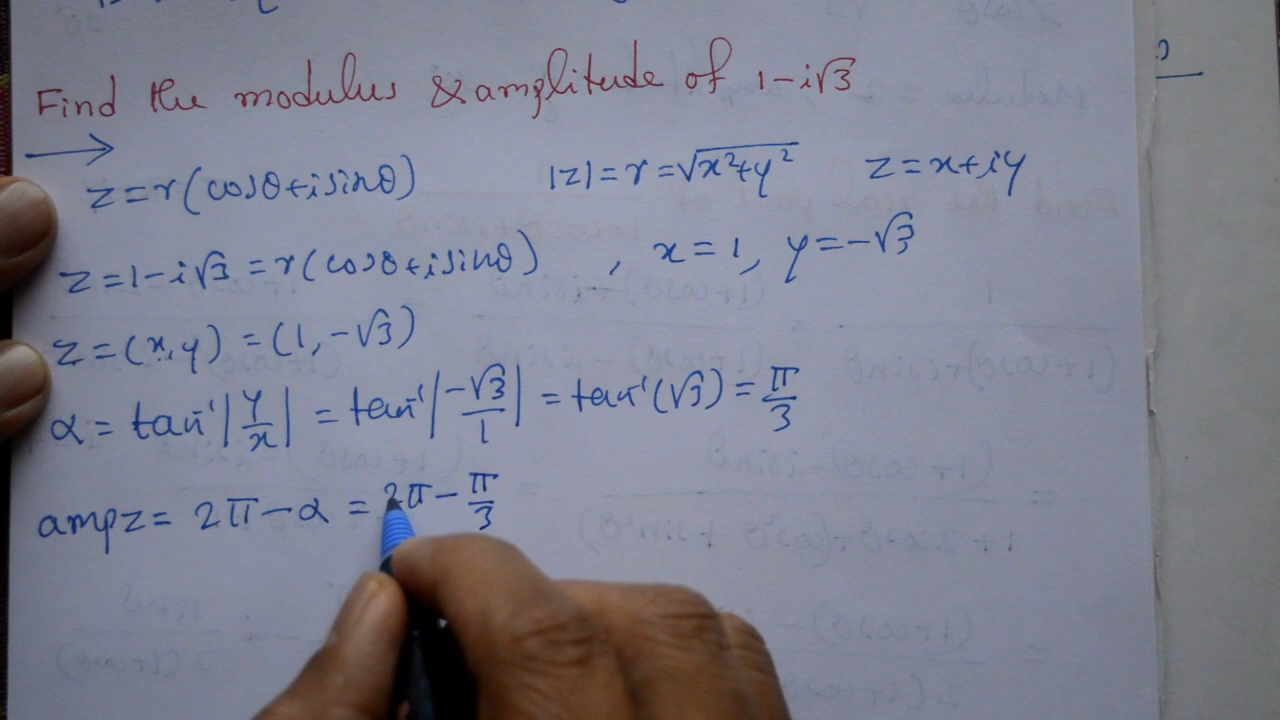 Find the modulus & amplitude of 1-i√3
→
z=r(cosθ+isinθ) |z|=r=√x²+y² z=x+iy
z=1-i√3=r(cosθ+isinθ) , x=1, y=-√3
z=(x,y)=(1,-√3)
α=tan⁻¹|y/x|=tan⁻¹|-√3/1|=tan⁻¹(√3)=π/3
ampz=2π-α=2π-π/3